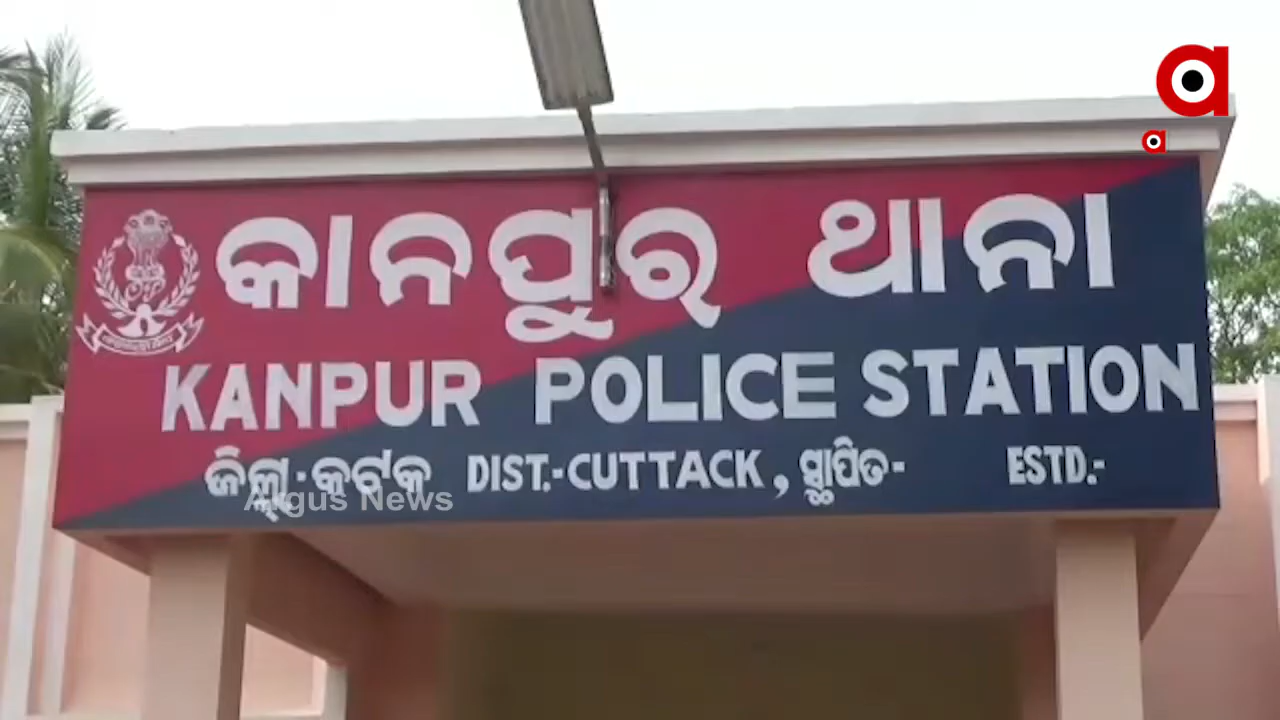 କାନପୁର ଥାନା
KANPUR POLICE STATION
ଜିଲ୍ଲା-କଟକ DIST.-CUTTACK, ସ୍ଥାପିତ- ESTD.-
Argus News